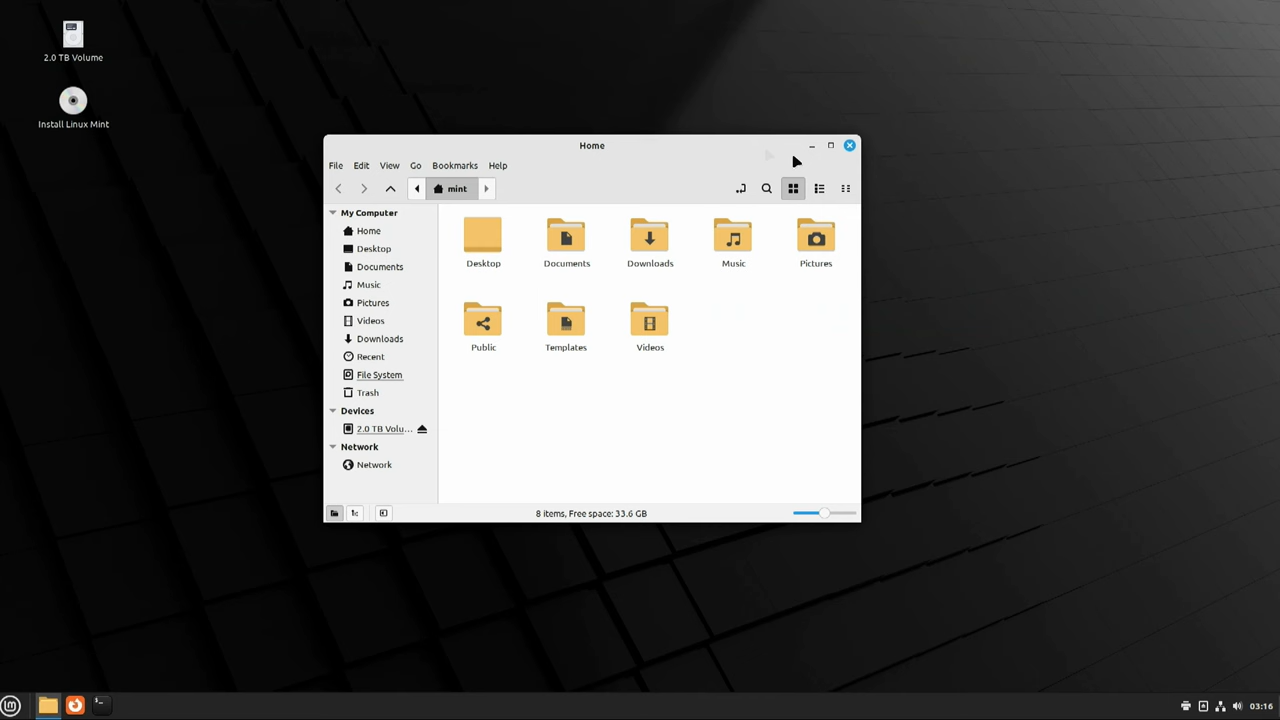 2.0 TB Volume
Install Linux Mint
Home
File Edit View Go Bookmarks Help
mint
My Computer
Home
Desktop
Documents
Music
Pictures
Videos
Downloads
Recent
File System
Trash
Devices
2.0 TB Volu...
Network
Network
Desktop Documents Downloads Music Pictures
Public Templates Videos
8 items, Free space: 33.6 GB
03:16